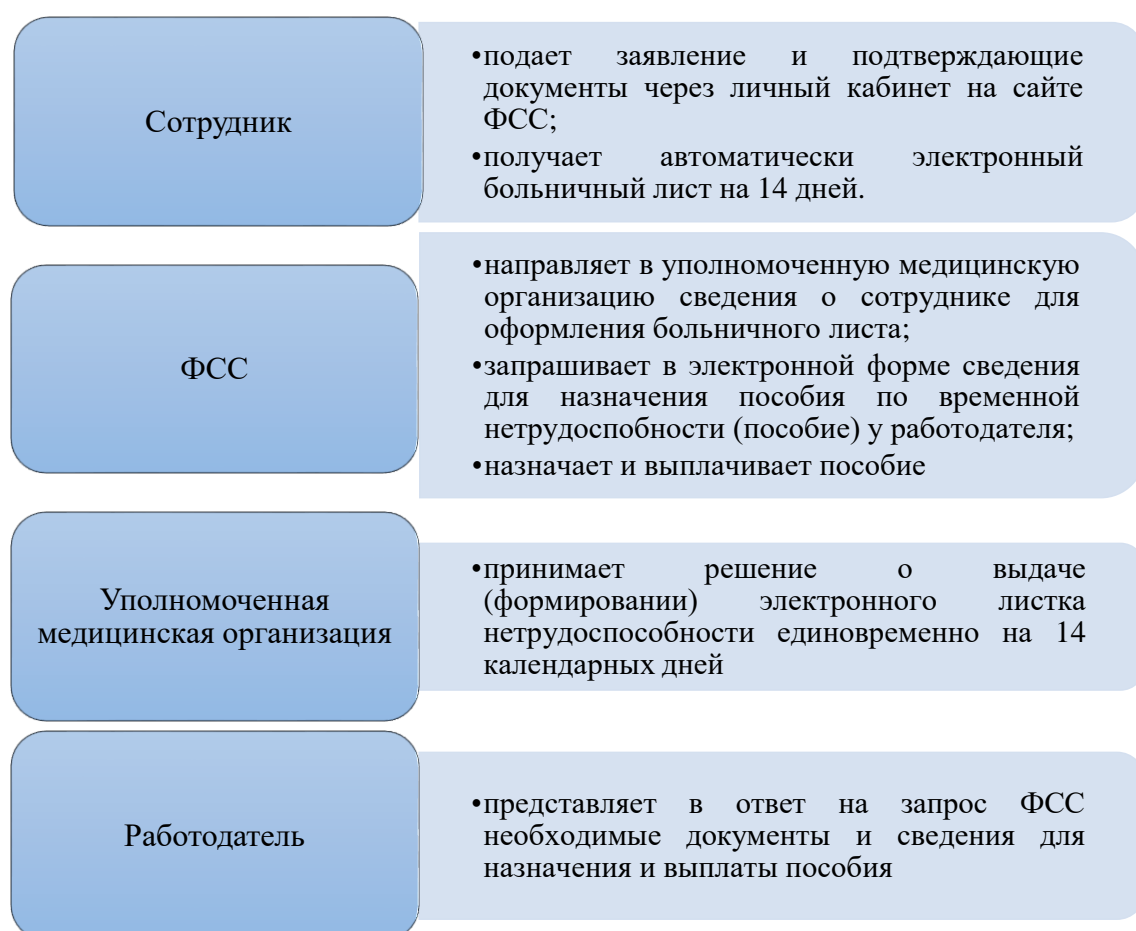 Сотрудник
•подает заявление и подтверждающие
документы через личный кабинет на сайте
ФСС;
•получает автоматически электронный
больничный лист на 14 дней.
ФСС
•направляет в уполномоченную медицинскую
организацию сведения о сотруднике для
оформления больничного листа;
•запрашивает в электронной форме сведения
для назначения пособия по временной
нетрудоспобности (пособие) у работодателя;
•назначает и выплачивает пособие
Уполномоченная
медицинская организация
•принимает решение о выдаче
(формировании) электронного листка
нетрудоспособности единовременно на 14
календарных дней
Работодатель
•представляет в ответ на запрос ФСС
необходимые документы и сведения для
назначения и выплаты пособия